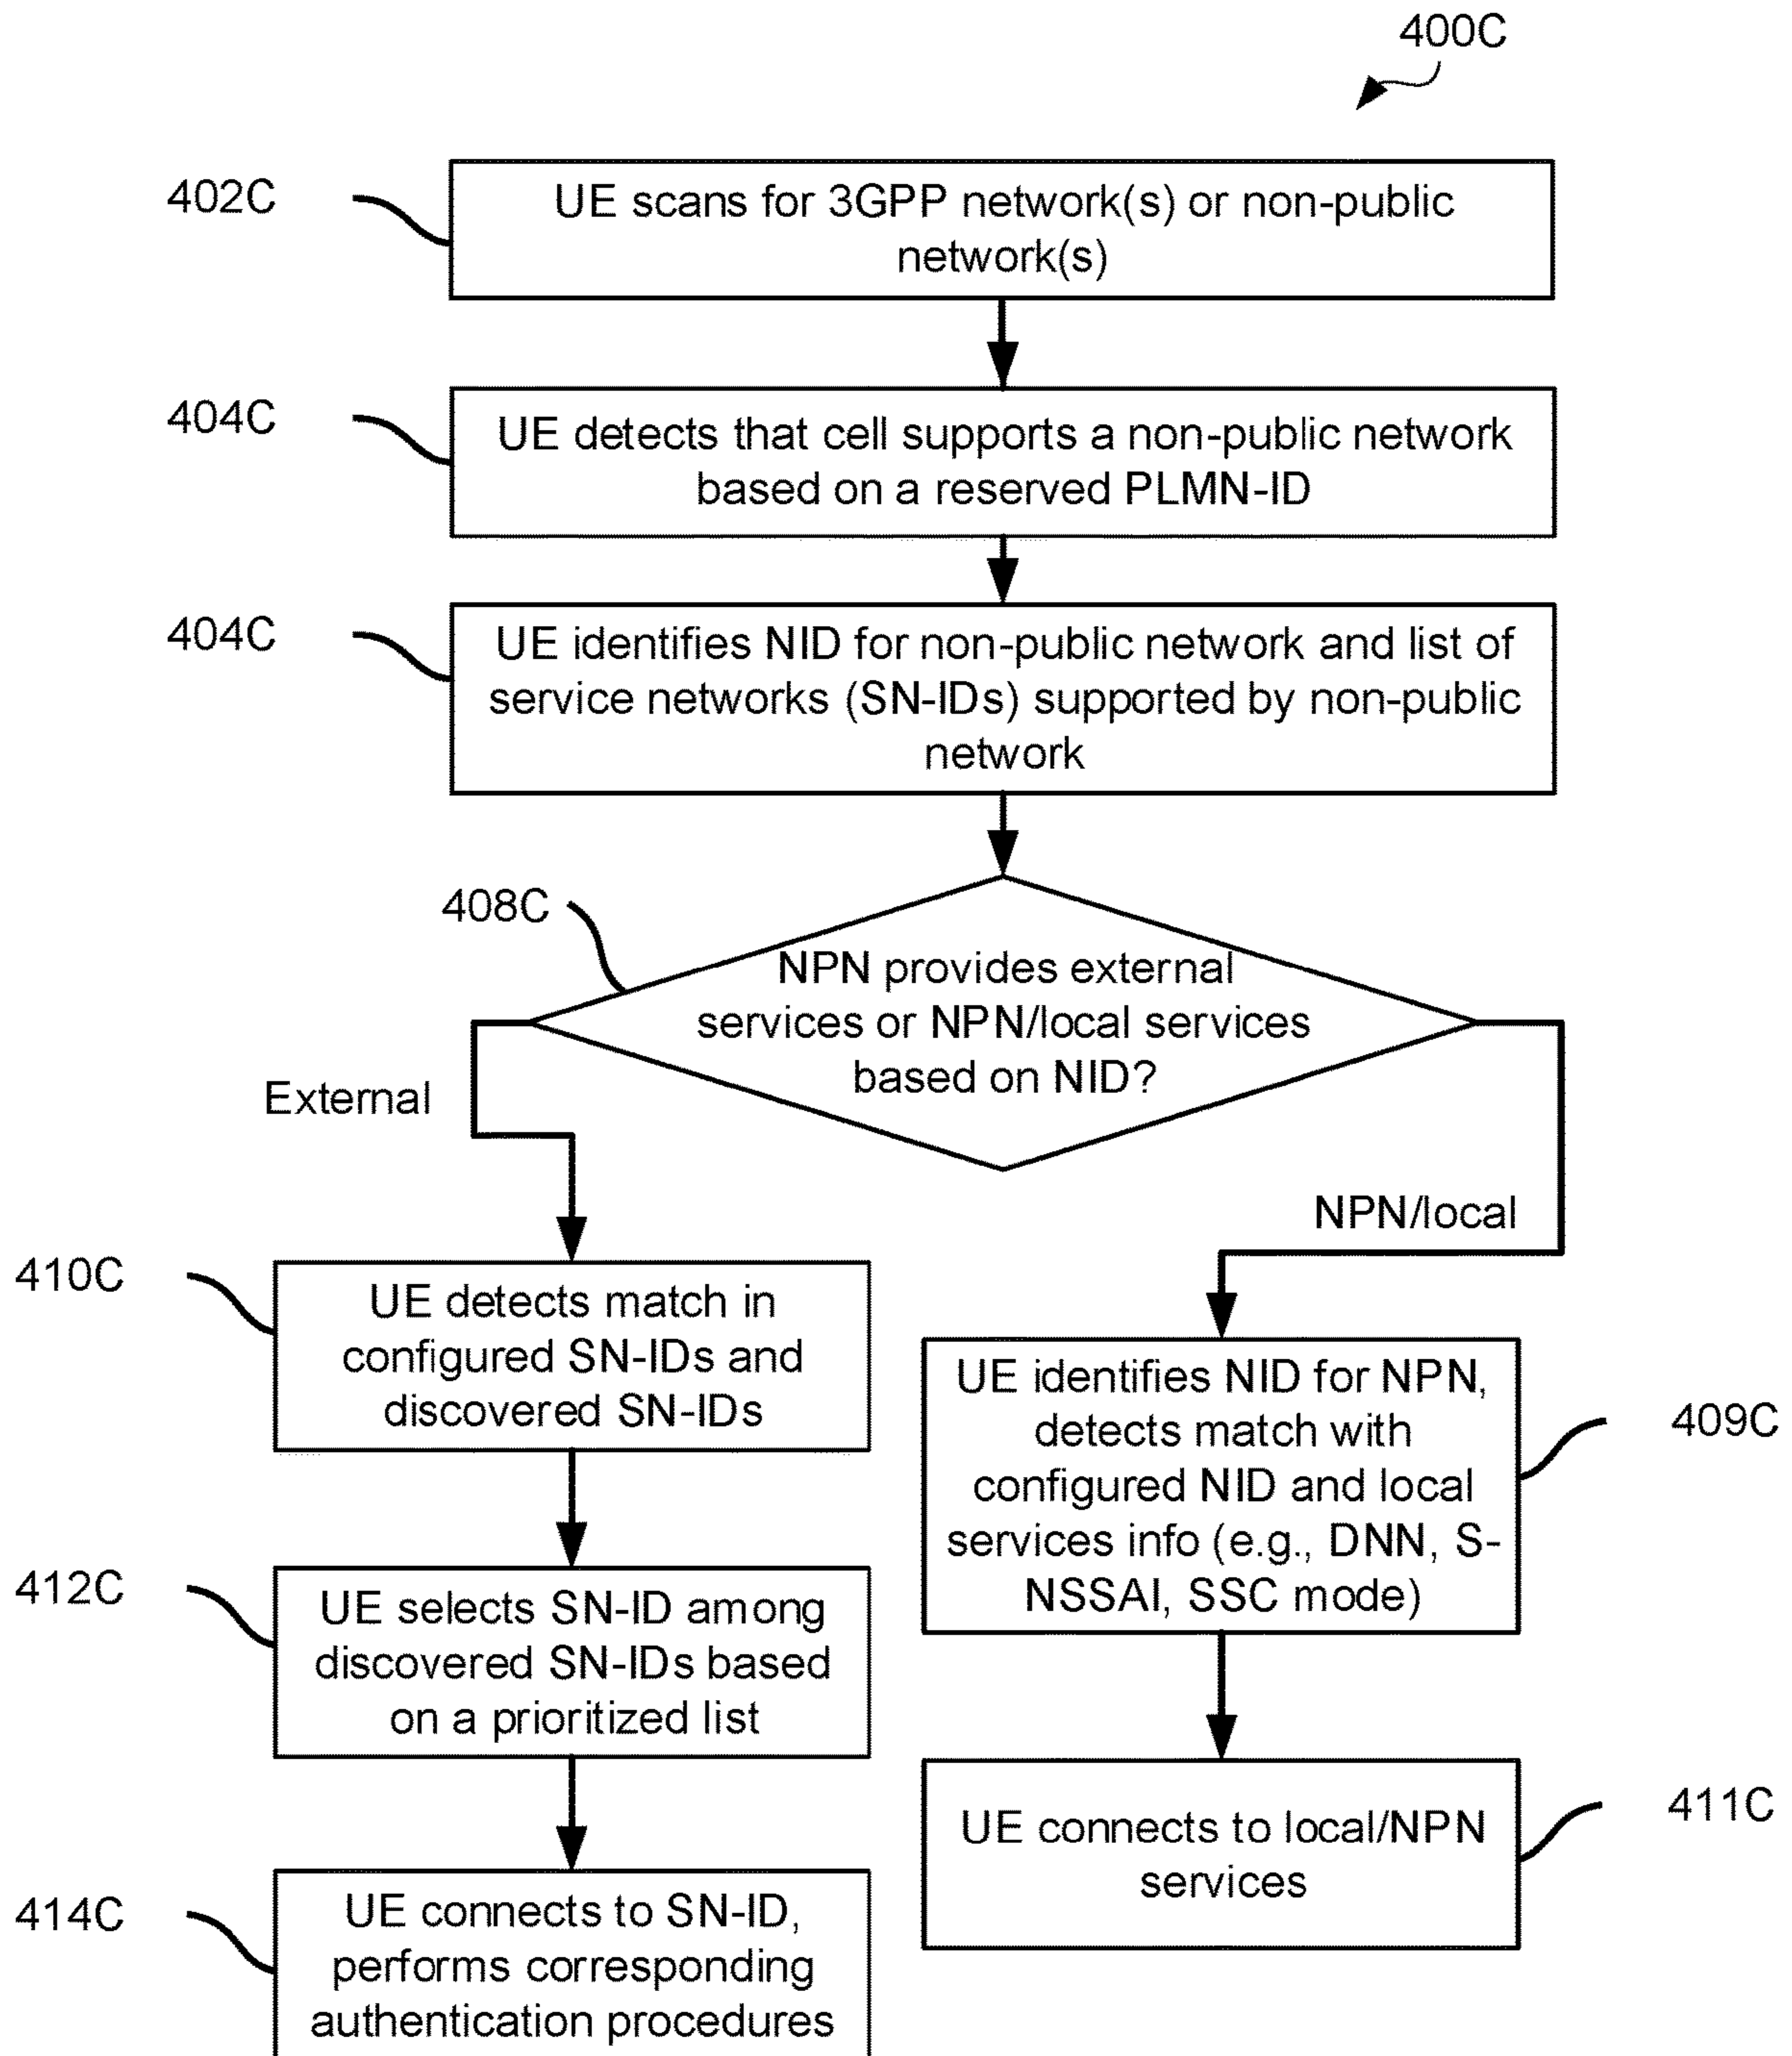 400C
402C
UE scans for 3GPP network(s) or non-public
network(s)
404C
UE detects that cell supports a non-public network
based on a reserved PLMN-ID
404C
UE identifies NID for non-public network and list of
service networks (SN-IDs) supported by non-public
network
408C
NPN provides external
services or NPN/local services
based on NID?
External
NPN/local
410C
UE detects match in
configured SN-IDs and
discovered SN-IDs
UE identifies NID for NPN,
detects match with
configured NID and local
services info (e.g., DNN, S-
NSSAI, SSC mode)
409C
412C
UE selects SN-ID among
discovered SN-IDs based
on a prioritized list
UE connects to local/NPN
services
411C
414C
UE connects to SN-ID,
performs corresponding
authentication procedures